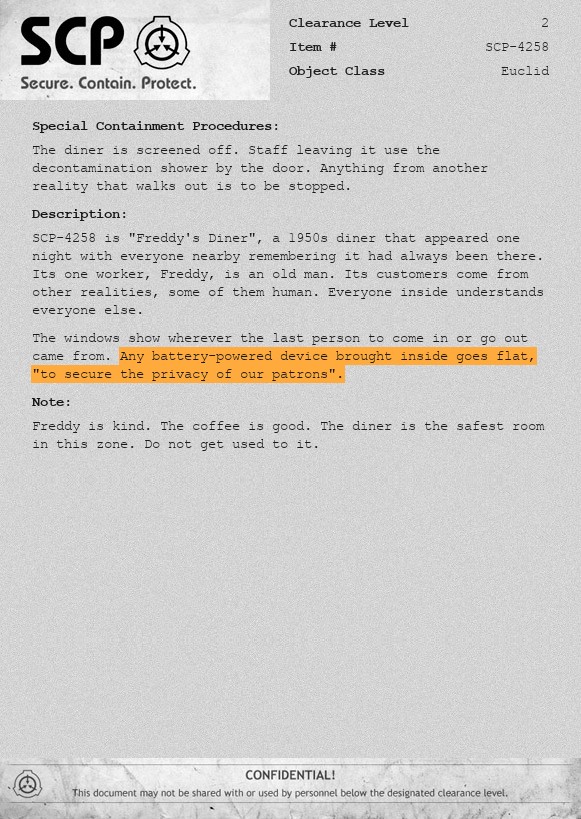 SCP
Secure. Contain. Protect.
Clearance Level 2
Item # SCP-4258
Object Class Euclid
Special Containment Procedures:
The diner is screened off. Staff leaving it use the
decontamination shower by the door. Anything from another
reality that walks out is to be stopped.
Description:
SCP-4258 is "Freddy's Diner", a 1950s diner that appeared one
night with everyone nearby remembering it had always been there.
Its one worker, Freddy, is an old man. Its customers come from
other realities, some of them human. Everyone inside understands
everyone else.
The windows show wherever the last person to come in or go out
came from. Any battery-powered device brought inside goes flat,
"to secure the privacy of our patrons".
Note:
Freddy is kind. The coffee is good. The diner is the safest room
in this zone. Do not get used to it.
CONFIDENTIAL!
This document may not be shared with or used by personnel below the designated clearance level.